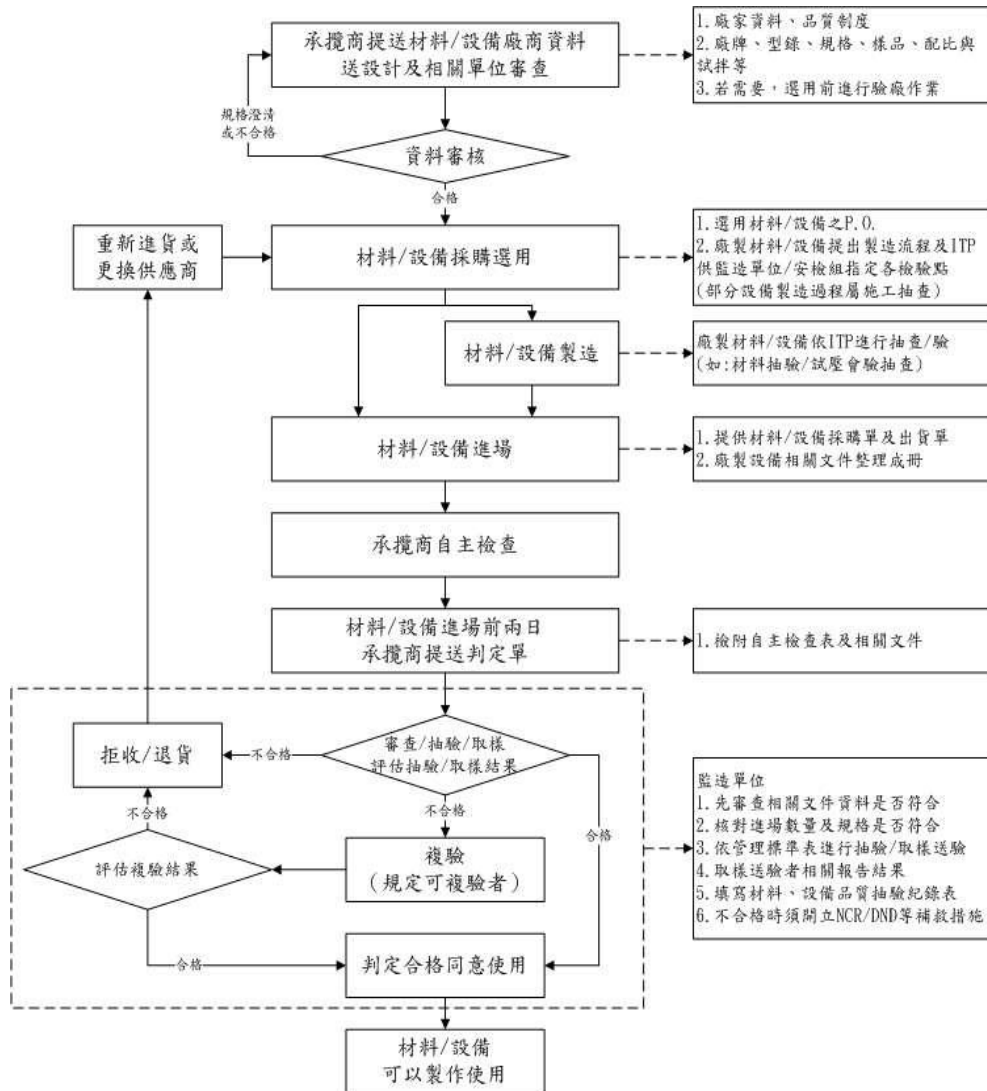 承攬商提送材料/設備廠商資料
送設計及相關單位審查
1.廠家資料、品質制度
2.廠牌、型錄、規格、樣品、配比與
試拌等
3.若需要，選用前進行驗廠作業
規格澄清
或不合格
資料審核
合格
重新進貨或
更換供應商
材料/設備採購選用
1.選用材料/設備之P.O.
2.廠製材料/設備提出製造流程及ITP
供監造單位/安檢組指定各檢驗點
(部分設備製造過程屬施工抽查)
材料/設備製造
廠製材料/設備依ITP進行抽查/驗
(如:材料抽驗/試壓會驗抽查)
材料/設備進場
1.提供材料/設備採購單及出貨單
2.廠製設備相關文件整理成冊
承攬商自主檢查
材料/設備進場前兩日
承攬商提送判定單
1.檢附自主檢查表及相關文件
拒收/退貨
不合格
審查/抽驗/取樣
評估抽驗/取樣結果
不合格
不合格
合格
評估複驗結果
複驗
(規定可複驗者)
監造單位
1.先審查相關文件資料是否符合
2.核對進場數量及規格是否符合
3.依管理標準表進行抽驗/取樣送驗
4.取樣送驗者相關報告結果
5.填寫材料、設備品質抽驗紀錄表
6.不合格時須開立NCR/DND等補救措施
合格
判定合格同意使用
材料/設備
可以製作使用